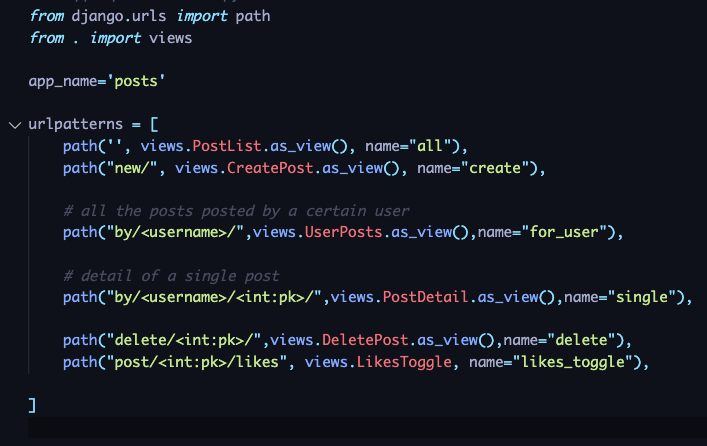 from django.urls import path
from . import views
app_name='posts'
urlpatterns = [
path('', views.PostList.as_view(), name="all"),
path("new/", views.CreatePost.as_view(), name="create"),
# all the posts posted by a certain user
path("by/<username>/",views.UserPosts.as_view(),name="for_user"),
# detail of a single post
path("by/<username>/<int:pk>/",views.PostDetail.as_view(),name="single"),
path("delete/<int:pk>/",views.DeletePost.as_view(),name="delete"),
path("post/<int:pk>/likes", views.LikesToggle, name="likes_toggle"),
]